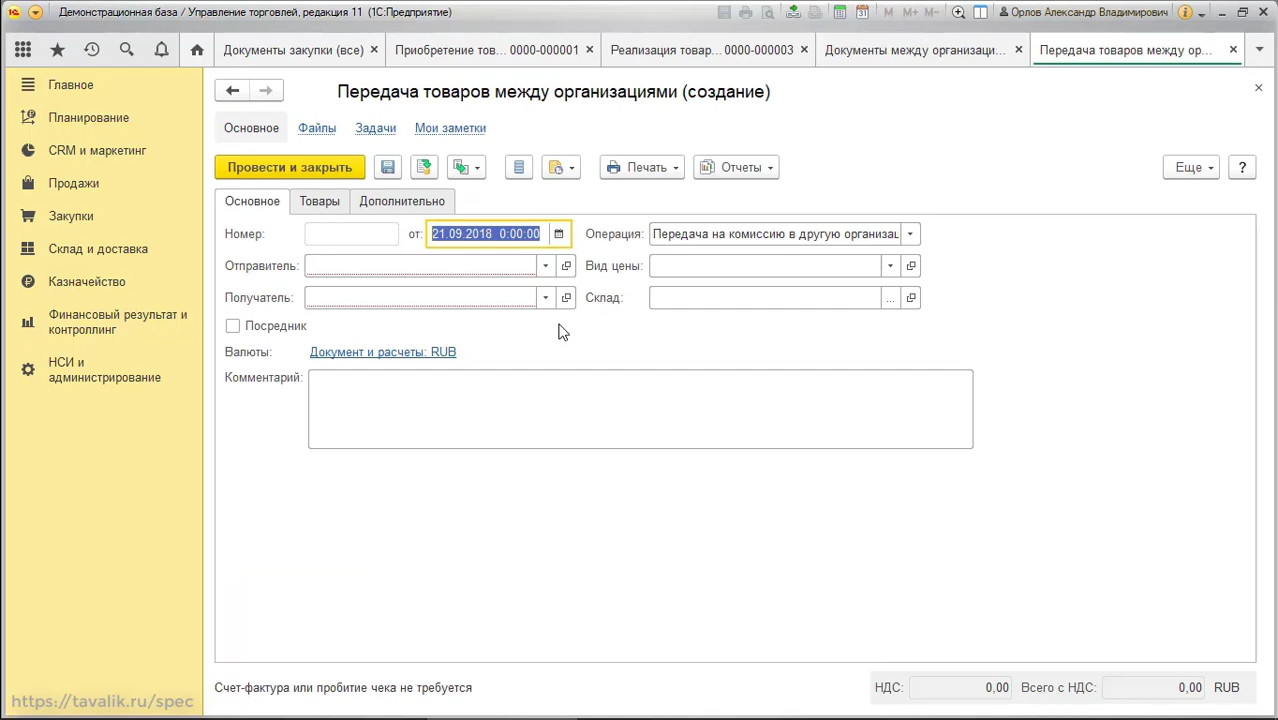 Демонстрационная база / Управление торговлей, редакция 11 (1С:Предприятие)
M M+ M-
Орлов Александр Владимирович
Документы закупки (все) ×
Приобретение тов... 0000-000001 ×
Реализация товар... 0000-000003 ×
Документы между организаци... ×
Передача товаров между ор... ×
Главное
Планирование
CRM и маркетинг
Продажи
Закупки
Склад и доставка
Казначейство
Финансовый результат и
контроллинг
НСИ и
администрирование
Передача товаров между организациями (создание)
Основное Файлы Задачи Мои заметки
Провести и закрыть Печать Отчеты Еще ?
Основное Товары Дополнительно
Номер: от: 21.09.2018 0:00:00 Операция: Передача на комиссию в другую организац
Отправитель: Вид цены:
Получатель: Склад: ...
Посредник
Валюты: Документ и расчеты: RUB
Комментарий:
Счет-фактура или пробитие чека не требуется
НДС: 0,00 Всего с НДС: 0,00 RUB
https://tavalik.ru/spec